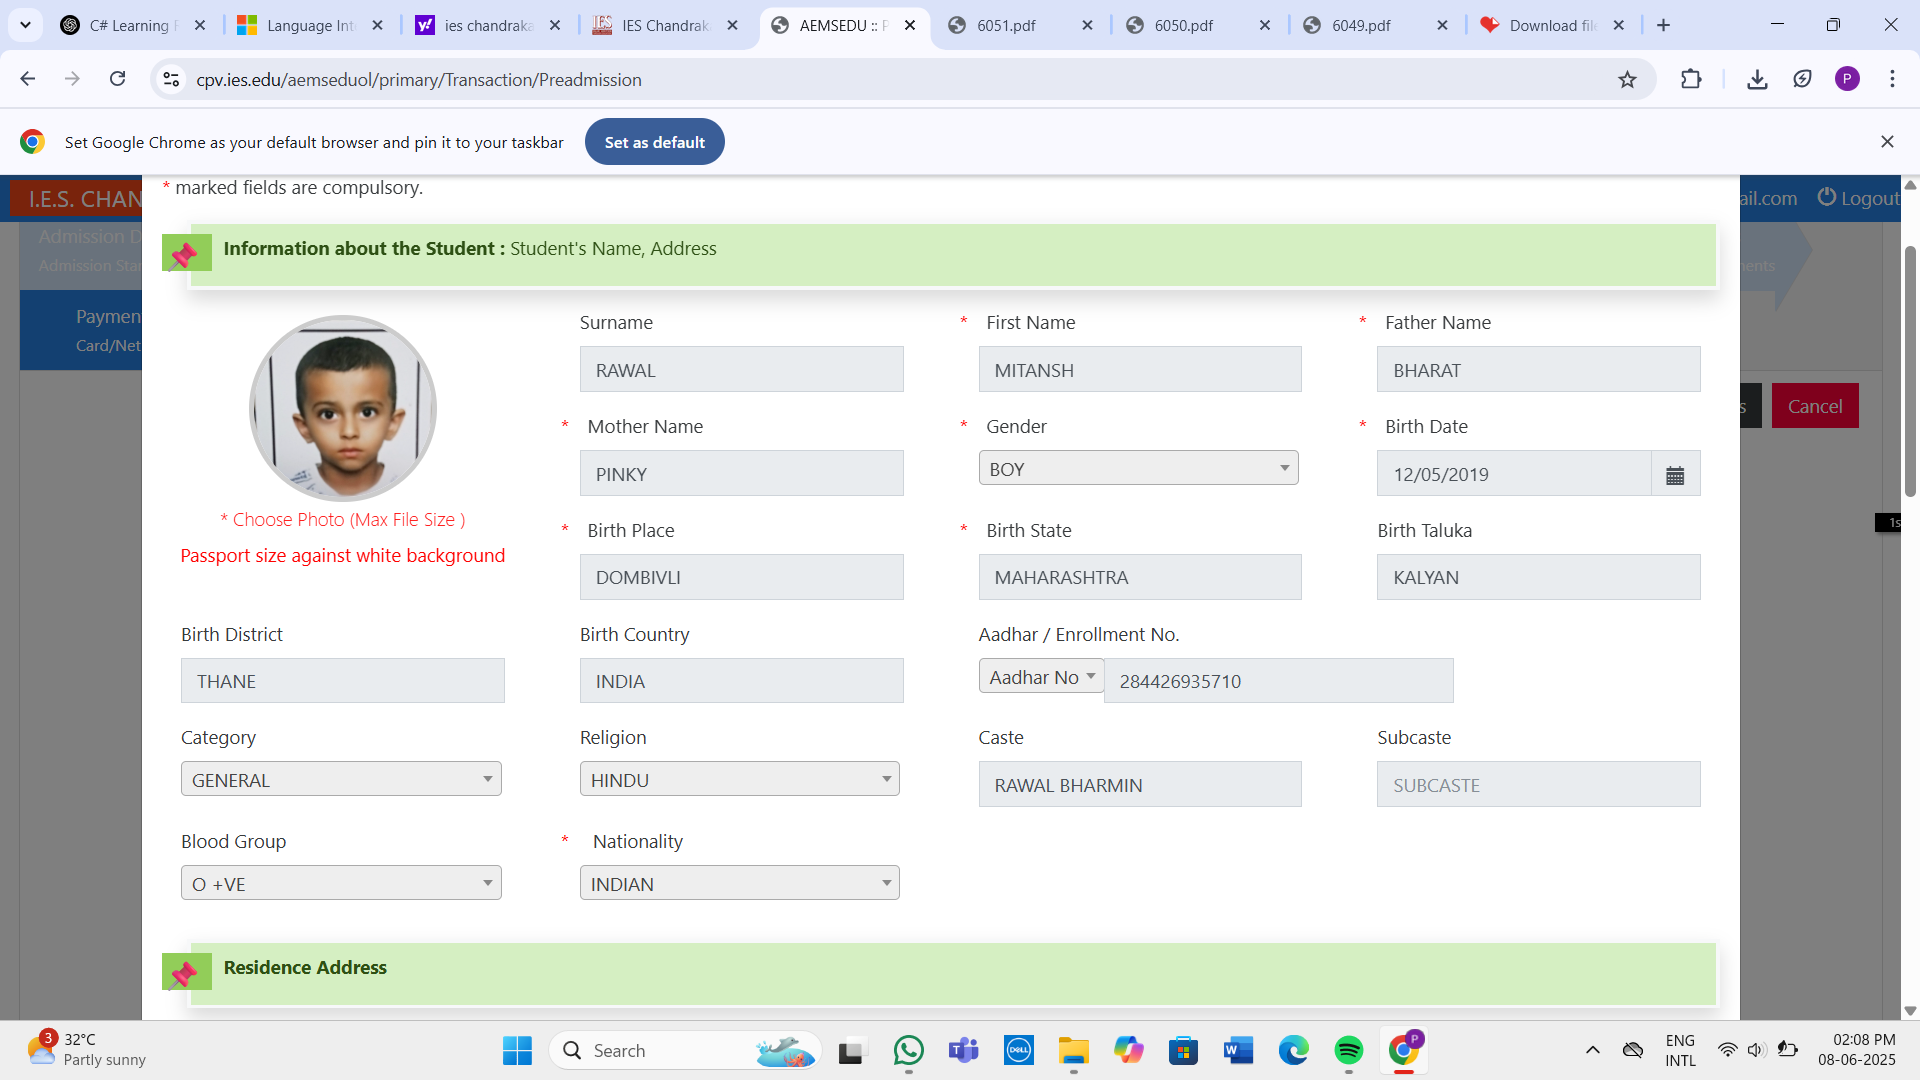 C# Learning
Language Int
ies chandraka
IES Chandrak
AEMSEDU :: P
6051.pdf
6050.pdf
6049.pdf
Download file
cpv.ies.edu/aemseduol/primary/Transaction/Preadmission
P
Set Google Chrome as your default browser and pin it to your taskbar
Set as default
I.E.S. CHAN
* marked fields are compulsory.
ail.com
Logout
Admission D
Admission Star
Information about the Student : Student's Name, Address
ments
Paymen
Card/Net
Surname
* First Name
* Father Name
RAWAL
MITANSH
BHARAT
s
Cancel
* Mother Name
* Gender
* Birth Date
PINKY
BOY
12/05/2019
* Choose Photo (Max File Size )
Passport size against white background
* Birth Place
* Birth State
Birth Taluka
1s
DOMBIVLI
MAHARASHTRA
KALYAN
Birth District
Birth Country
Aadhar / Enrollment No.
THANE
INDIA
Aadhar No
284426935710
Category
Religion
Caste
Subcaste
GENERAL
HINDU
RAWAL BHARMIN
SUBCASTE
Blood Group
* Nationality
O +VE
INDIAN
Residence Address
3
32°C
Partly sunny
Search
DELL
W
P
ENG
INTL
02:08 PM
08-06-2025